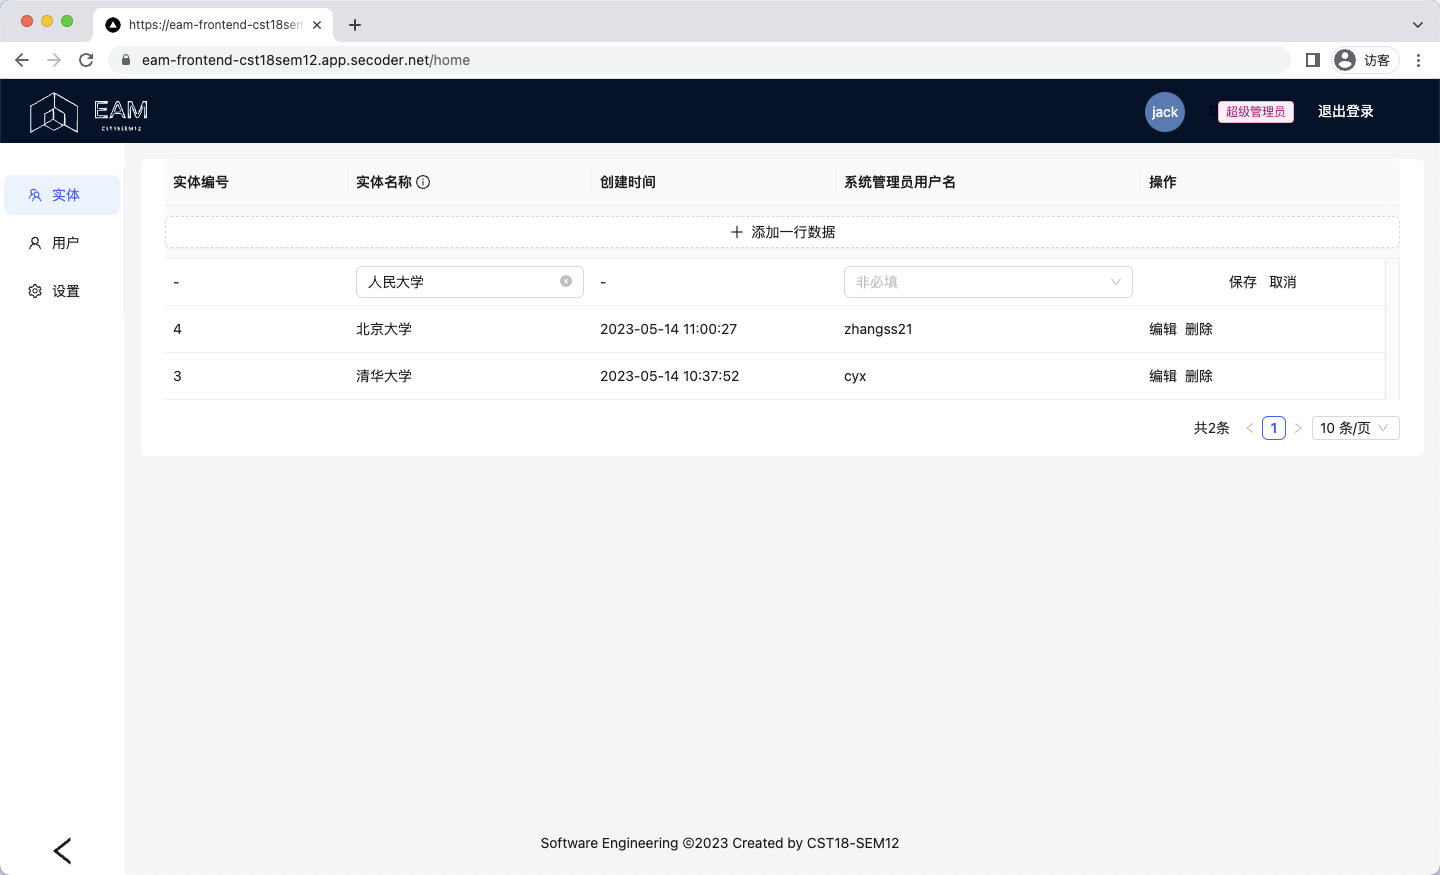 https://eam-frontend-cst18sem
eam-frontend-cst18sem12.app.secoder.net/home
访客
EAM
CST18SEM12
jack
超级管理员
退出登录
实体
用户
设置
实体编号 实体名称 创建时间 系统管理员用户名 操作
添加一行数据
- 人民大学 - 非必填 保存 取消
4 北京大学 2023-05-14 11:00:27 zhangss21 编辑 删除
3 清华大学 2023-05-14 10:37:52 cyx 编辑 删除
共2条 1 10 条/页
Software Engineering ©2023 Created by CST18-SEM12